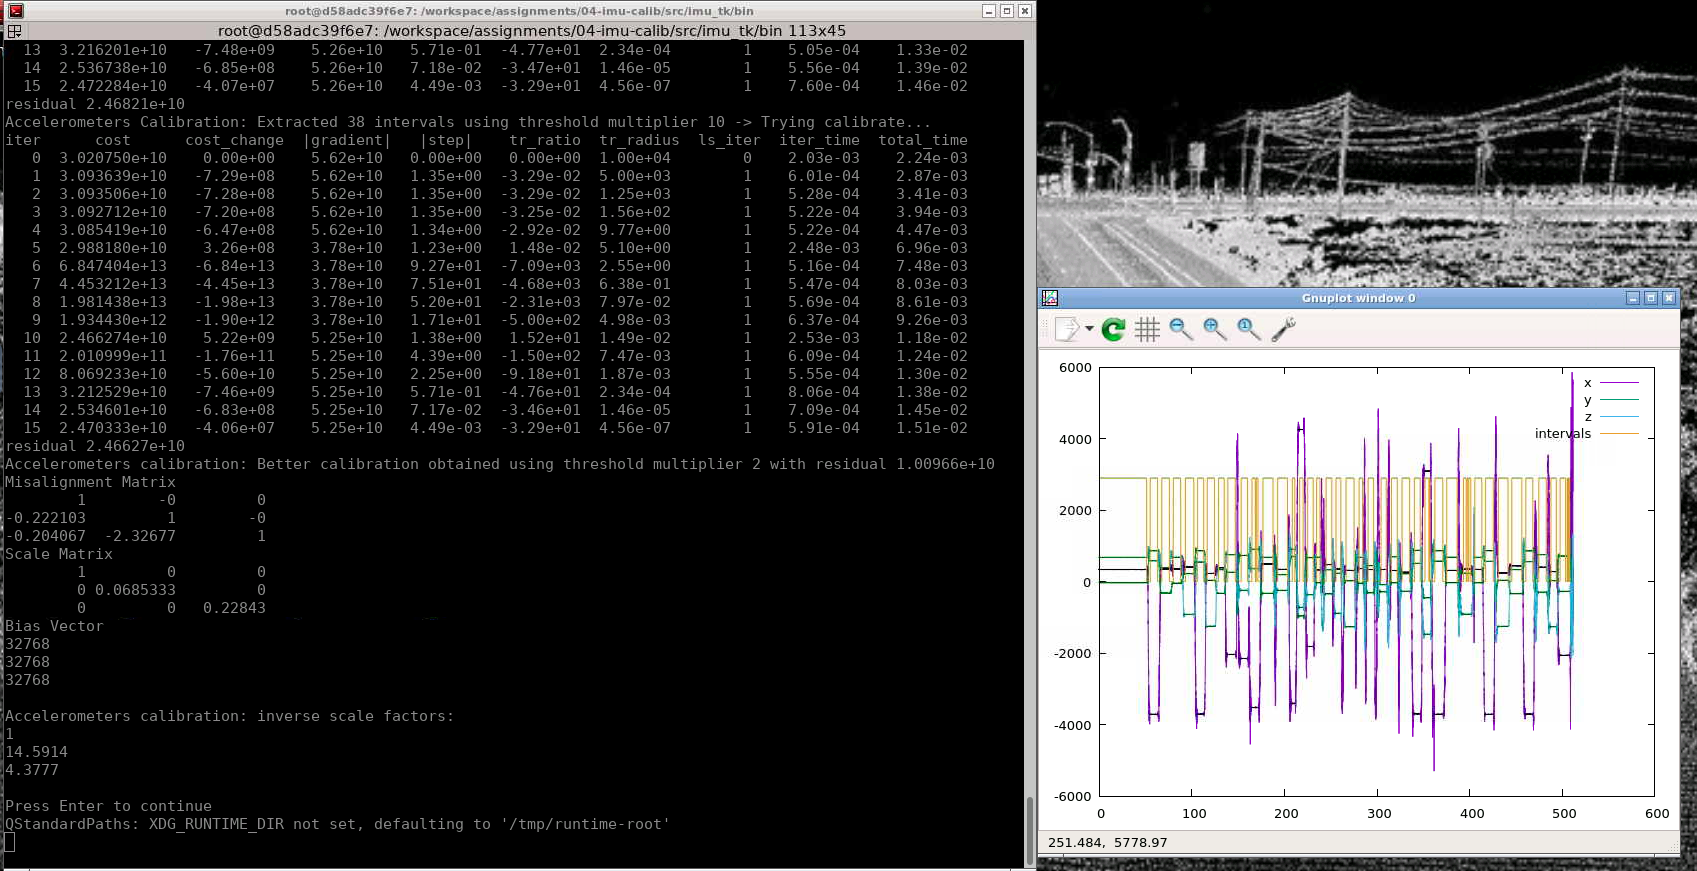 root@d58adc39f6e7: /workspace/assignments/04-imu-calib/src/imu_tk/bin
root@d58adc39f6e7: /workspace/assignments/04-imu-calib/src/imu_tk/bin 113x45
13 3.216201e+10 -7.48e+09 5.26e+10 5.71e-01 -4.77e+01 2.34e-04 1 5.05e-04 1.33e-02
14 2.536738e+10 -6.85e+08 5.26e+10 7.18e-02 -3.47e+01 1.46e-05 1 5.56e-04 1.39e-02
15 2.472284e+10 -4.07e+07 5.26e+10 4.49e-03 -3.29e+01 4.56e-07 1 7.60e-04 1.46e-02
residual 2.46821e+10
Accelerometers Calibration: Extracted 38 intervals using threshold multiplier 10 -> Trying calibrate...
iter cost cost_change |gradient| |step| tr_ratio tr_radius ls_iter iter_time total_time
0 3.020750e+10 0.00e+00 5.62e+10 0.00e+00 0.00e+00 1.00e+04 0 2.03e-03 2.24e-03
1 3.093639e+10 -7.29e+08 5.62e+10 1.35e+00 -3.29e-02 5.00e+03 1 6.01e-04 2.87e-03
2 3.093506e+10 -7.28e+08 5.62e+10 1.35e+00 -3.29e-02 1.25e+03 1 5.28e-04 3.41e-03
3 3.092712e+10 -7.20e+08 5.62e+10 1.35e+00 -3.25e-02 1.56e+02 1 5.22e-04 3.94e-03
4 3.085419e+10 -6.47e+08 5.62e+10 1.34e+00 -2.92e-02 9.77e+00 1 5.22e-04 4.47e-03
5 2.988180e+10 3.26e+08 3.78e+10 1.23e+00 1.48e-02 5.10e+00 1 2.48e-03 6.96e-03
6 6.847404e+13 -6.84e+13 3.78e+10 9.27e+01 -7.09e+03 2.55e+00 1 5.16e-04 7.48e-03
7 4.453212e+13 -4.45e+13 3.78e+10 7.51e+01 -4.68e+03 6.38e-01 1 5.47e-04 8.03e-03
8 1.981438e+13 -1.98e+13 3.78e+10 5.20e+01 -2.31e+03 7.97e-02 1 5.69e-04 8.61e-03
9 1.934430e+12 -1.90e+12 3.78e+10 1.71e+01 -5.00e+02 4.98e-03 1 6.37e-04 9.26e-03
10 2.466274e+10 5.22e+09 5.25e+10 1.38e+00 1.52e+01 1.49e-02 1 2.53e-03 1.18e-02
11 2.010999e+11 -1.76e+11 5.25e+10 4.39e+00 -1.50e+02 7.47e-03 1 6.09e-04 1.24e-02
12 8.069233e+10 -5.60e+10 5.25e+10 2.25e+00 -9.18e+01 1.87e-03 1 5.55e-04 1.30e-02
13 3.212529e+10 -7.46e+09 5.25e+10 5.71e-01 -4.76e+01 2.34e-04 1 8.06e-04 1.38e-02
14 2.534601e+10 -6.83e+08 5.25e+10 7.17e-02 -3.46e+01 1.46e-05 1 7.09e-04 1.45e-02
15 2.470333e+10 -4.06e+07 5.25e+10 4.49e-03 -3.29e+01 4.56e-07 1 5.91e-04 1.51e-02
residual 2.46627e+10
Accelerometers calibration: Better calibration obtained using threshold multiplier 2 with residual 1.00966e+10
Misalignment Matrix
1 -0 0
-0.222103 1 -0
-0.204067 -2.32677 1
Scale Matrix
1 0 0
0 0.0685333 0
0 0 0.22843
Bias Vector
32768
32768
32768
Accelerometers calibration: inverse scale factors:
1
14.5914
4.3777
Press Enter to continue
QStandardPaths: XDG_RUNTIME_DIR not set, defaulting to '/tmp/runtime-root'
Gnuplot window 0
6000
4000
2000
0
-2000
-4000
-6000
0 100 200 300 400 500 600
x
y
z
intervals
251.484, 5778.97